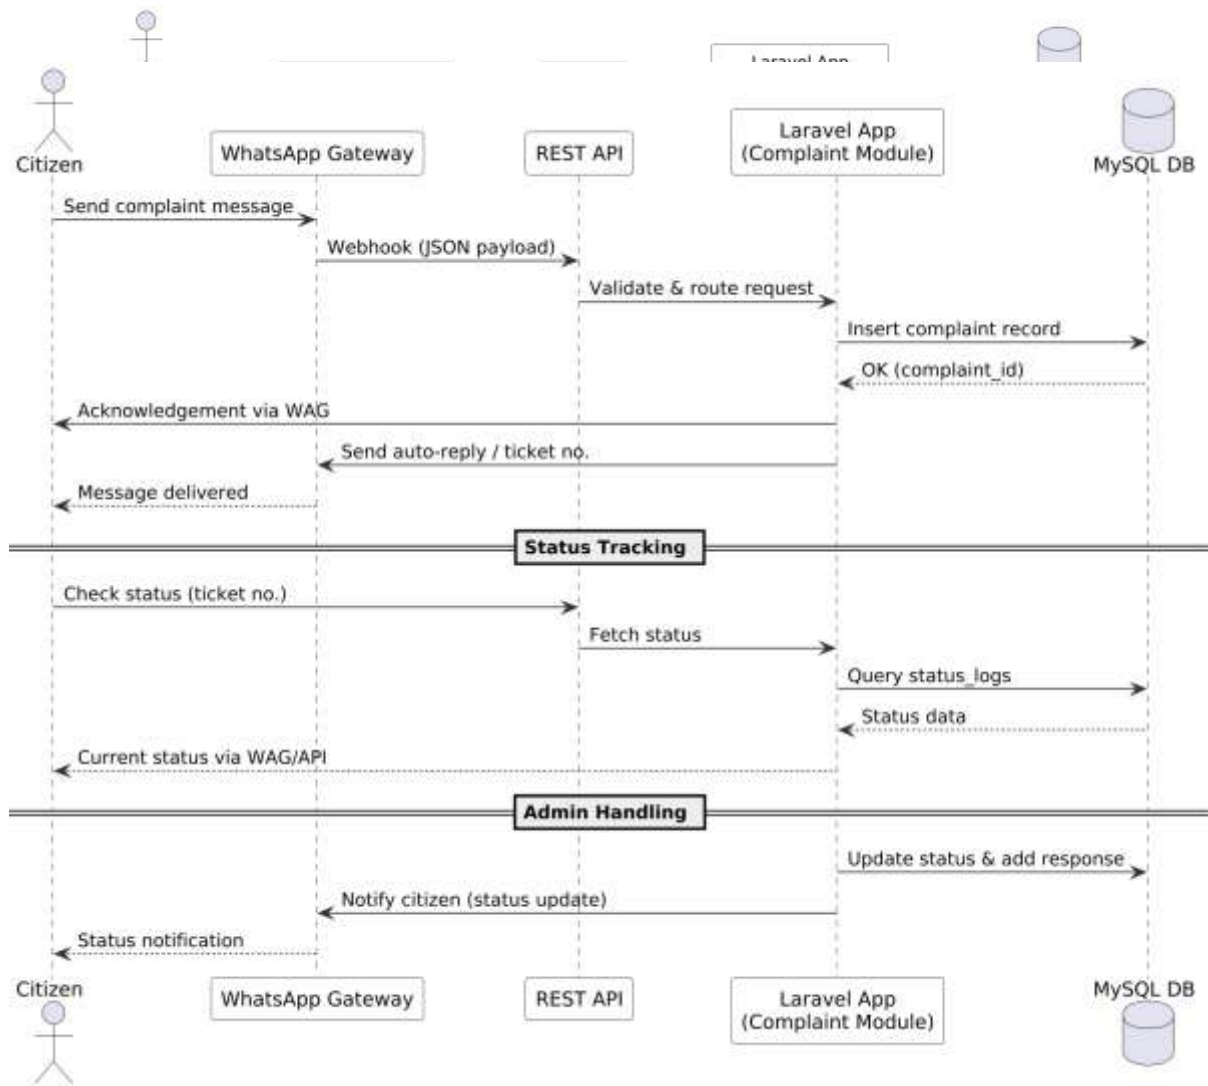 Laravel App
Citizen
WhatsApp Gateway
REST API
Laravel App
(Complaint Module)
MySQL DB
Send complaint message
Webhook (JSON payload)
Validate & route request
Insert complaint record
OK (complaint_id)
Acknowledgement via WAG
Send auto-reply / ticket no.
Message delivered
Status Tracking
Check status (ticket no.)
Fetch status
Query status_logs
Status data
Current status via WAG/API
Admin Handling
Update status & add response
Notify citizen (status update)
Status notification
Citizen
WhatsApp Gateway
REST API
Laravel App
(Complaint Module)
MySQL DB